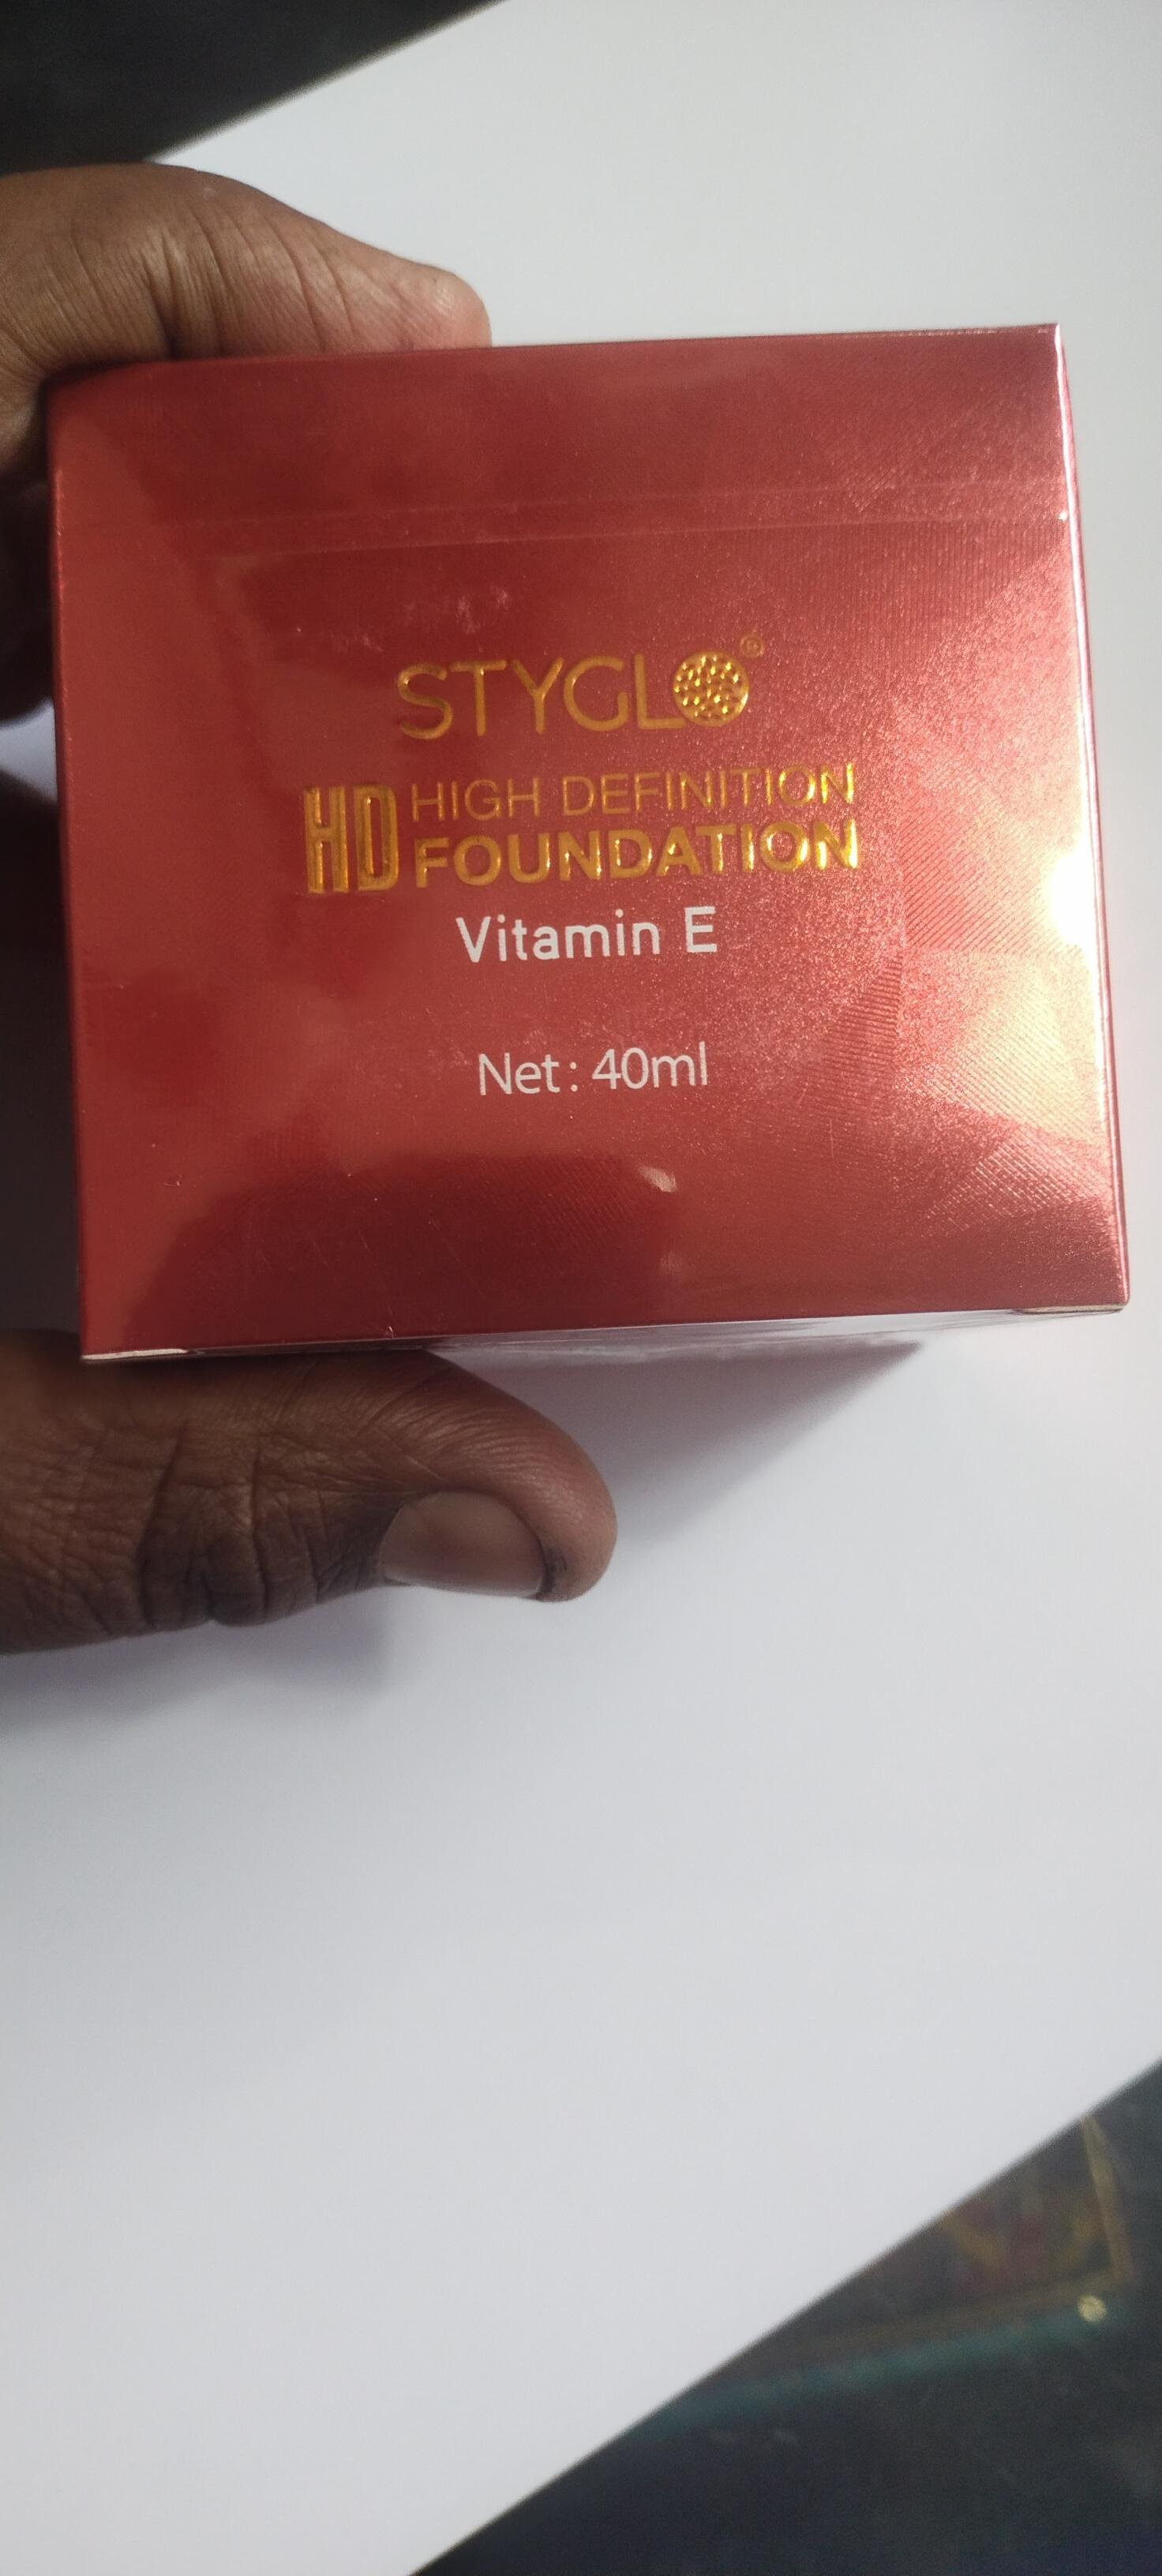 STYGLO®
HD HIGH DEFINITION
FOUNDATION
Vitamin E
Net: 40ml